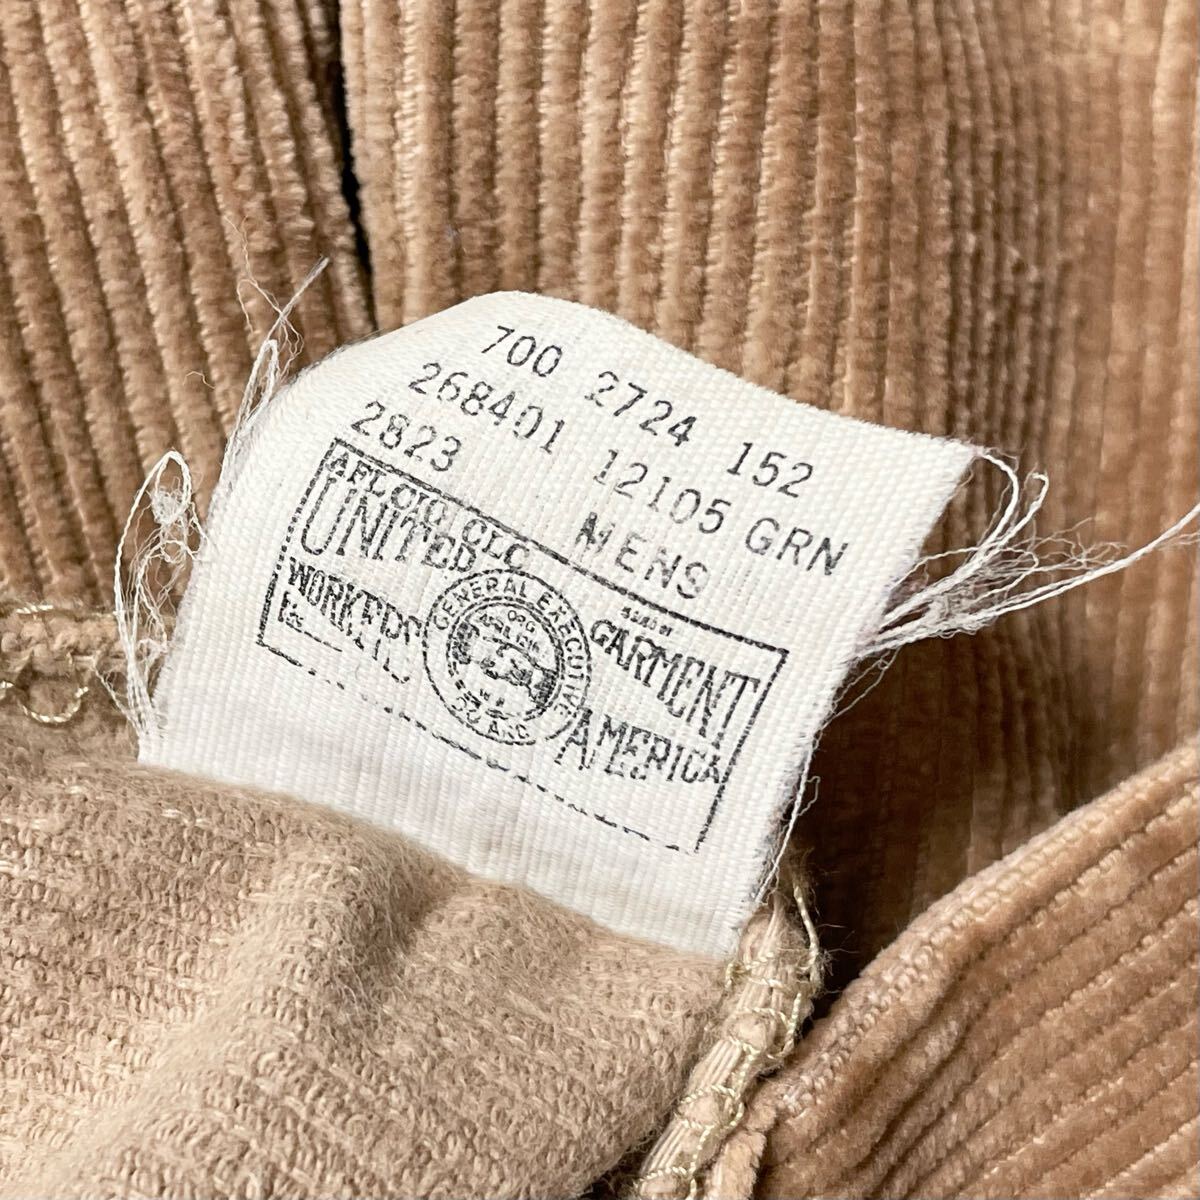 700 2724 152
268401 12105 GRN
2823 MENS
AFL CIO CLC
UNITED GARMENT
WORKERS AMERICA
GENERAL EXECUTIVE